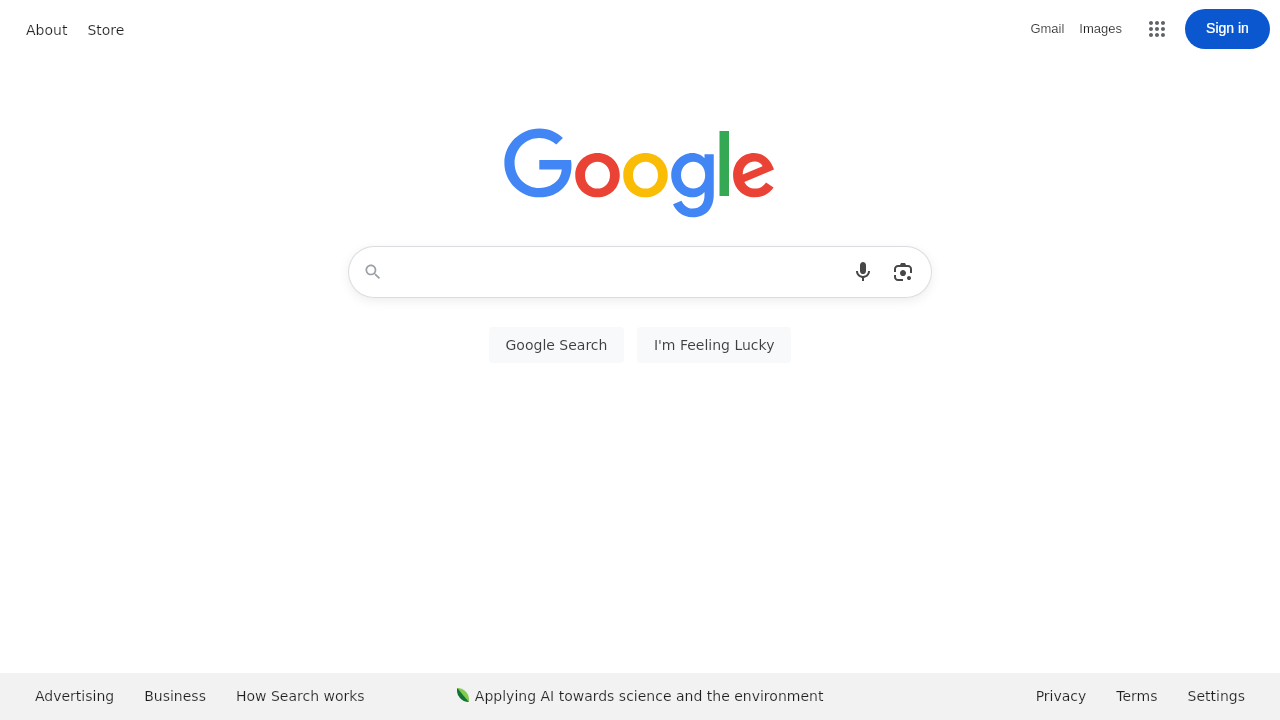 About Store
Gmail Images Sign in
Google
Google Search I'm Feeling Lucky
Advertising Business How Search works
Applying AI towards science and the environment
Privacy Terms Settings